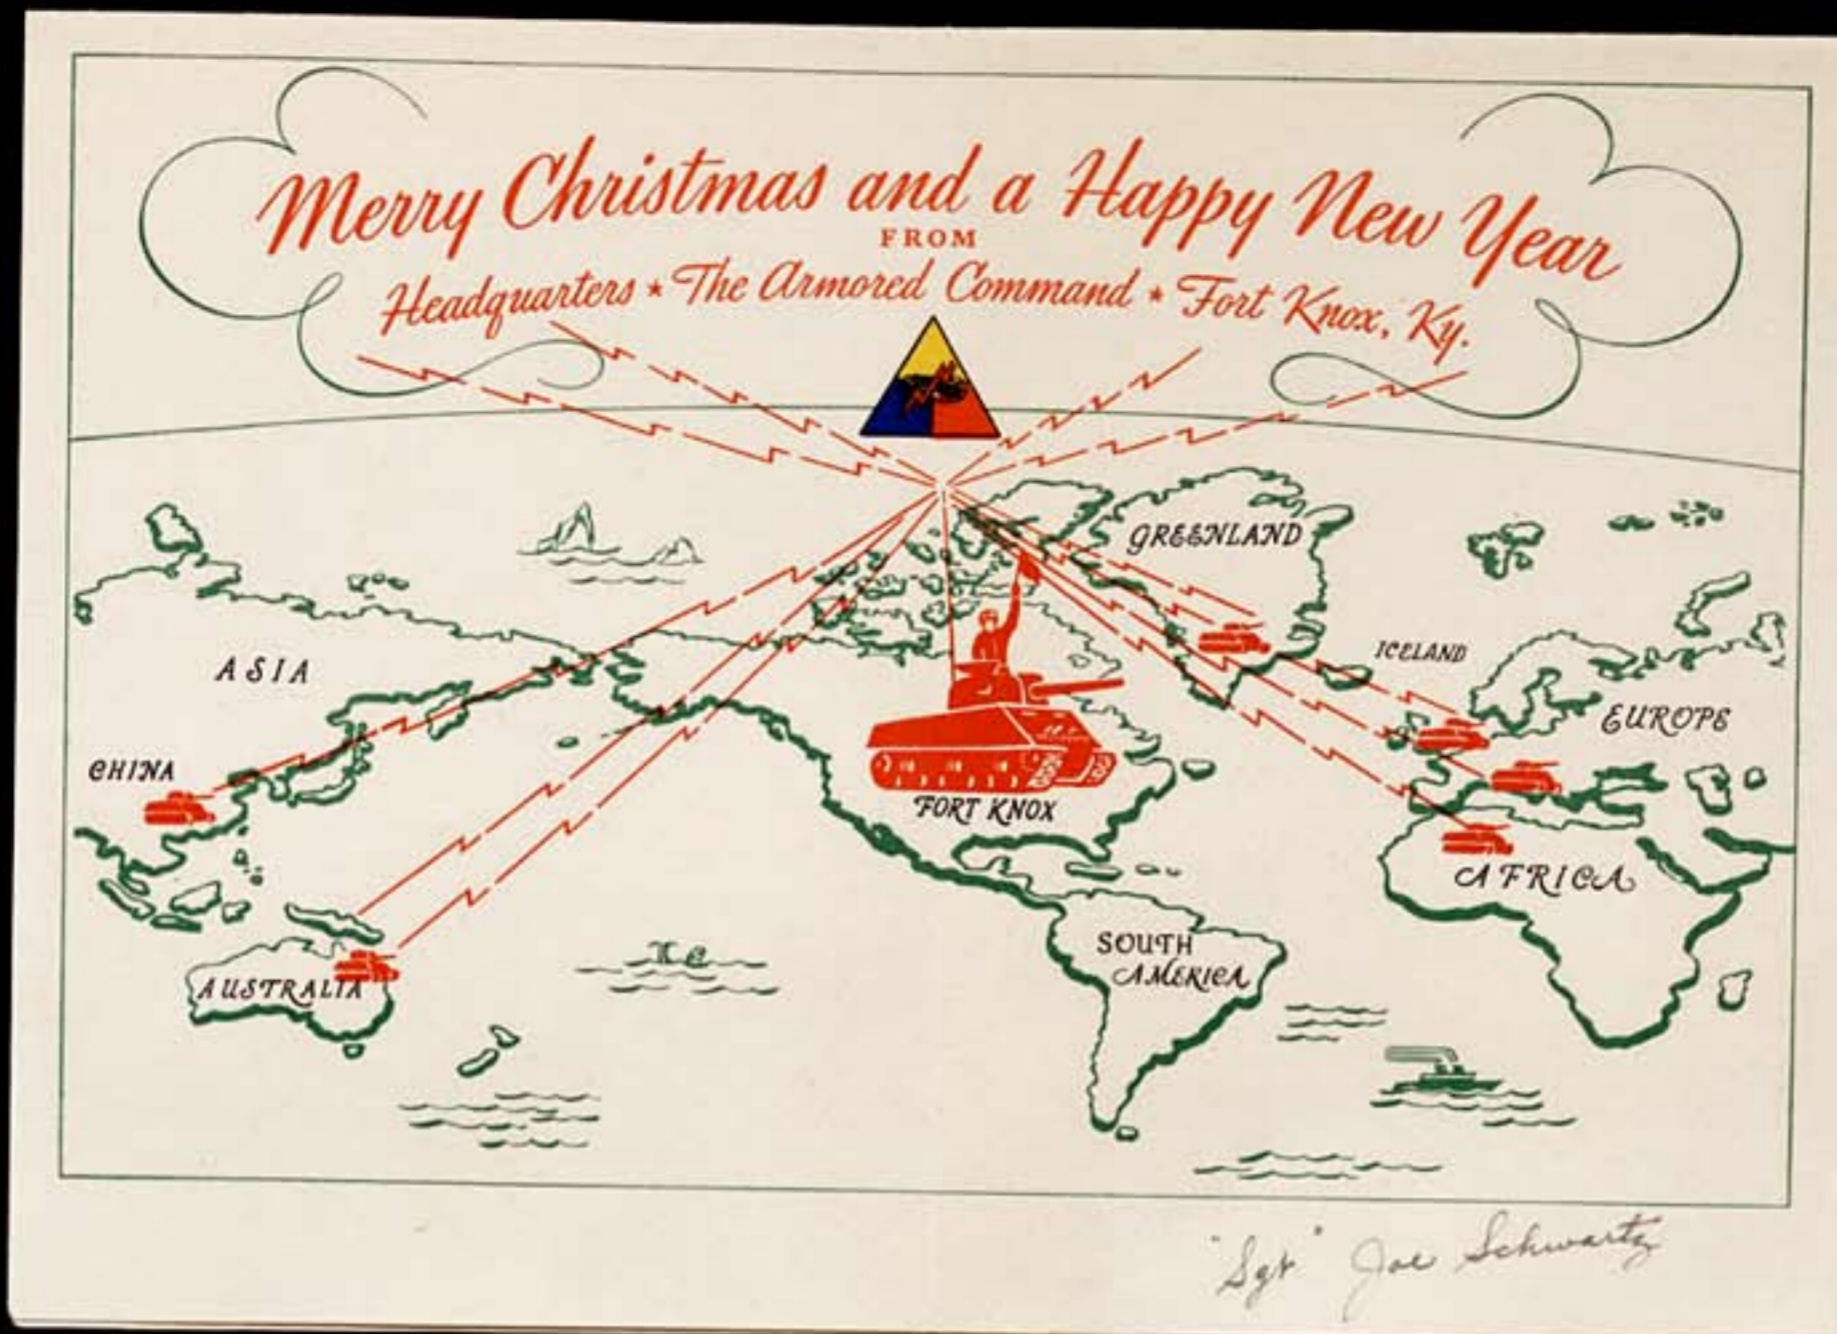 Merry Christmas and a Happy New Year
FROM
Headquarters ★ The Armored Command ★ Fort Knox, Ky.
GREENLAND
ICELAND
ASIA
EUROPE
CHINA
FORT KNOX
AFRICA
SOUTH
AMERICA
AUSTRALIA
"Sgt" Joe Schwartz